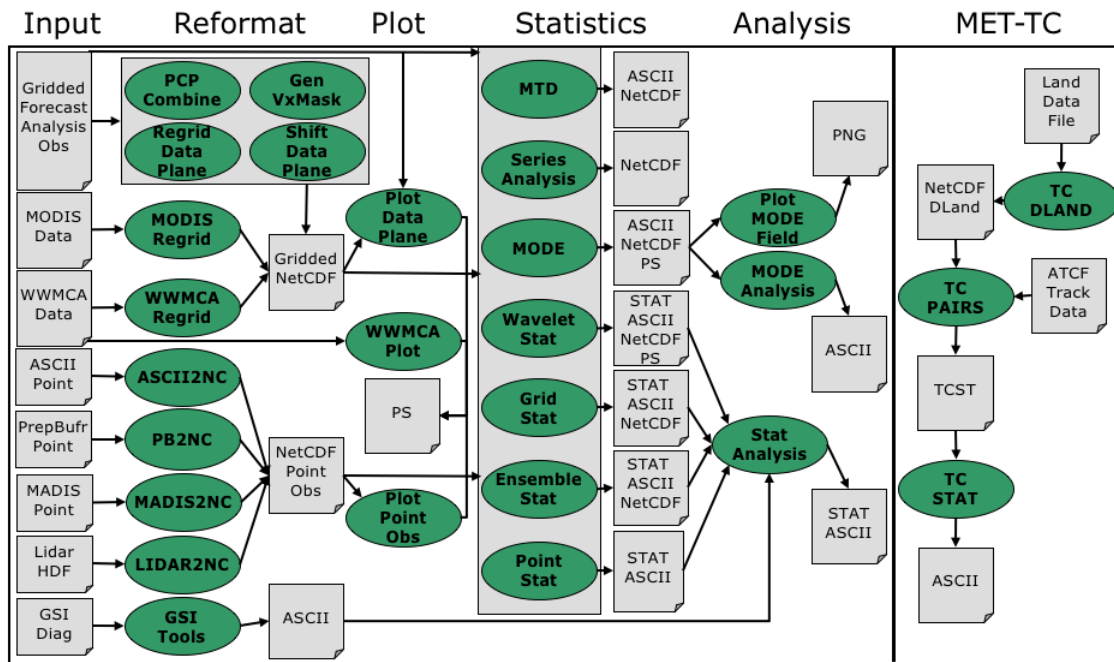 Input
Reformat
Plot
Statistics
Analysis
MET-TC
Gridded
Forecast
Analysis
Obs
MODIS
Data
WWMCA
Data
ASCII
Point
PrepBufr
Point
MADIS
Point
Lidar
HDF
GSI
Diag
PCP
Combine
Gen
VxMask
Regrid
Data
Plane
Shift
Data
Plane
MODIS
Regrid
WWMCA
Regrid
ASCII2NC
PB2NC
MADIS2NC
LIDAR2NC
GSI
Tools
Gridded
NetCDF
NetCDF
Point
Obs
ASCII
Plot
Data
Plane
WWMCA
Plot
PS
Plot
Point
Obs
MTD
Series
Analysis
MODE
Wavelet
Stat
Grid
Stat
Ensemble
Stat
Point
Stat
ASCII
NetCDF
NetCDF
ASCII
NetCDF
PS
STAT
ASCII
NetCDF
PS
STAT
ASCII
NetCDF
STAT
ASCII
NetCDF
STAT
ASCII
PNG
Plot
MODE
Field
MODE
Analysis
ASCII
Stat
Analysis
STAT
ASCII
Land
Data
File
NetCDF
DLand
TC
DLAND
TC
PAIRS
ATCF
Track
Data
TCST
TC
STAT
ASCII